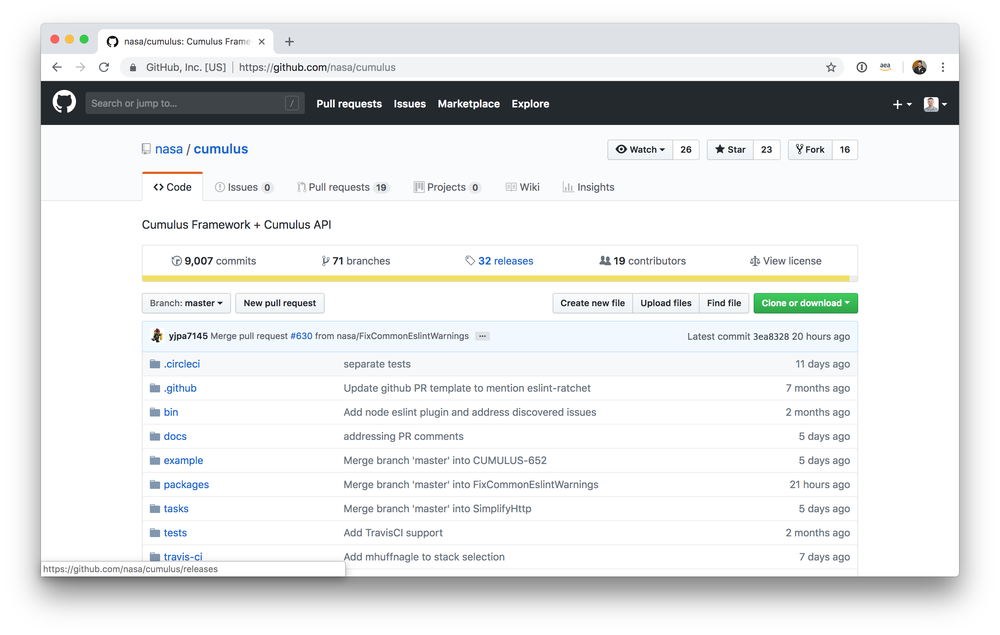 nasa/cumulus: Cumulus Frame
GitHub, Inc. [US] | https://github.com/nasa/cumulus
aea
Search or jump to... /
Pull requests Issues Marketplace Explore
nasa / cumulus
Watch 26 Star 23 Fork 16
Code Issues 0 Pull requests 19 Projects 0 Wiki Insights
Cumulus Framework + Cumulus API
9,007 commits 71 branches 32 releases 19 contributors View license
Branch: master New pull request Create new file Upload files Find file Clone or download
yjpa7145 Merge pull request #630 from nasa/FixCommonEslintWarnings ... Latest commit 3ea8328 20 hours ago
.circleci separate tests 11 days ago
.github Update github PR template to mention eslint-ratchet 7 months ago
bin Add node eslint plugin and address discovered issues 2 months ago
docs addressing PR comments 5 days ago
example Merge branch 'master' into CUMULUS-652 5 days ago
packages Merge branch 'master' into FixCommonEslintWarnings 21 hours ago
tasks Merge branch 'master' into SimplifyHttp 5 days ago
tests Add TravisCI support 2 months ago
travis-ci Add mhuffnagle to stack selection 7 days ago
https://github.com/nasa/cumulus/releases